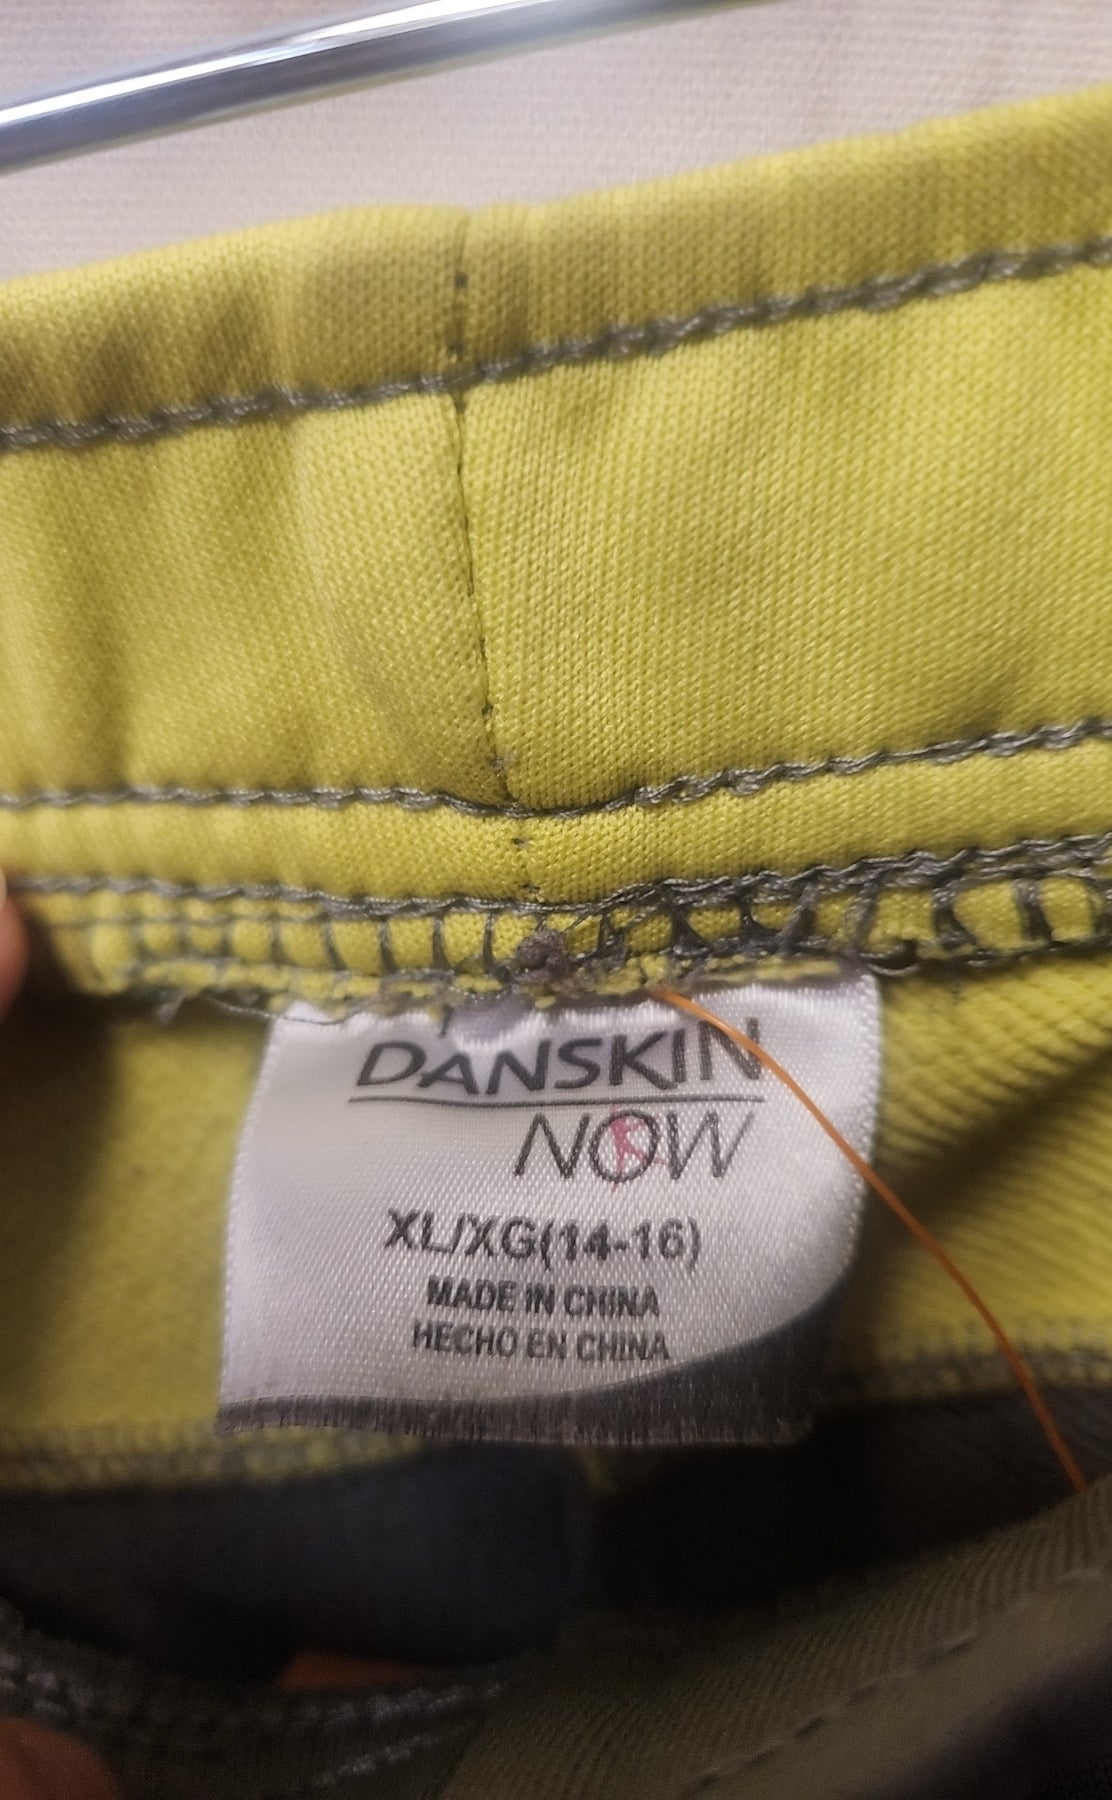 DANSKIN
NOW
XL/XG(14-16)
MADE IN CHINA
HECHO EN CHINA